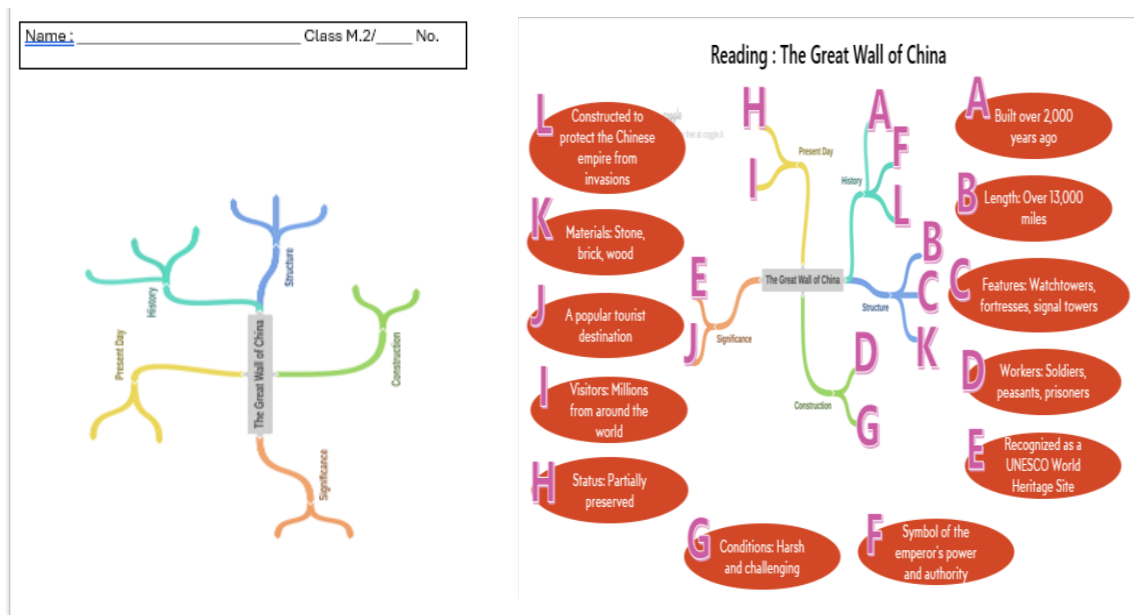 Name : ____________________ Class M.2/_____ No.
History
Structure
Present Day
The Great Wall of China
Construction
Significance
Reading : The Great Wall of China
L
Constructed to
protect the Chinese
empire from
invasions
K
Materials: Stone,
brick, wood
J
A popular tourist
destination
I
Visitors: Millions
from around the
world
H
Status: Partially
preserved
G
Conditions: Harsh
and challenging
F
Symbol of the
emperor's power
and authority
H
I
Present Day
A
F
L
History
The Great Wall of China
B
C
K
Structure
E
J
Significance
D
G
Construction
A
Built over 2,000
years ago
B
Length: Over 13,000
miles
C
Features: Watchtowers,
fortresses, signal towers
D
Workers: Soldiers,
peasants, prisoners
E
Recognized as a
UNESCO World
Heritage Site